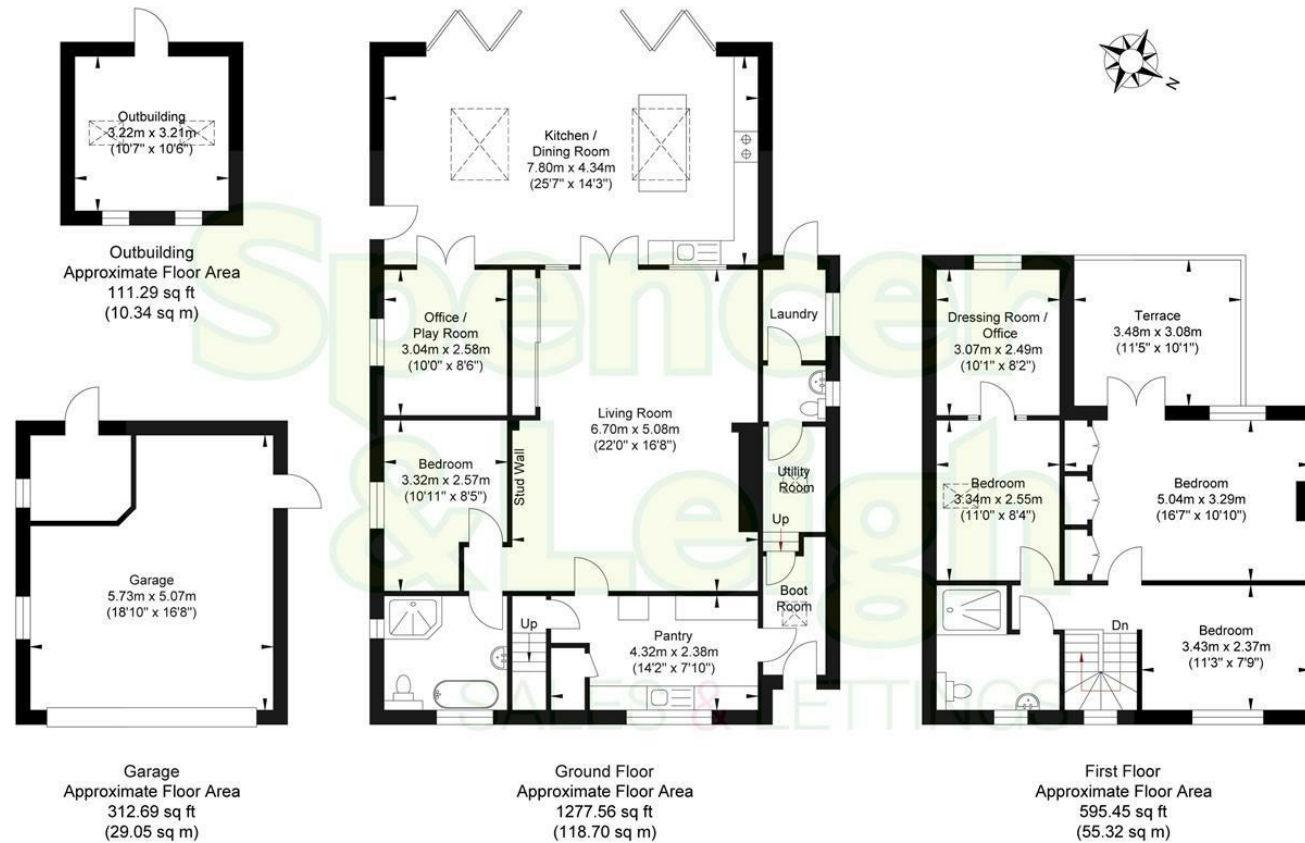 Outbuilding
3.22m x 3.21m
(10'7" x 10'6")
Outbuilding
Approximate Floor Area
111.29 sq ft
(10.34 sq m)
Garage
5.73m x 5.07m
(18'10" x 16'8")
Garage
Approximate Floor Area
312.69 sq ft
(29.05 sq m)
Kitchen /
Dining Room
7.80m x 4.34m
(25'7" x 14'3")
Office /
Play Room
3.04m x 2.58m
(10'0" x 8'6")
Living Room
6.70m x 5.08m
(22'0" x 16'8")
Stud Wall
Bedroom
3.32m x 2.57m
(10'11" x 8'5")
Laundry
Utility
Room
Up
Boot
Room
Up
Pantry
4.32m x 2.38m
(14'2" x 7'10")
Ground Floor
Approximate Floor Area
1277.56 sq ft
(118.70 sq m)
N
Dressing Room /
Office
3.07m x 2.49m
(10'1" x 8'2")
Terrace
3.48m x 3.08m
(11'5" x 10'1")
Bedroom
3.34m x 2.55m
(11'0" x 8'4")
Bedroom
5.04m x 3.29m
(16'7" x 10'10")
Dn
Bedroom
3.43m x 2.37m
(11'3" x 7'9")
First Floor
Approximate Floor Area
595.45 sq ft
(55.32 sq m)
Spencer
& Leigh
SALES & LETTINGS